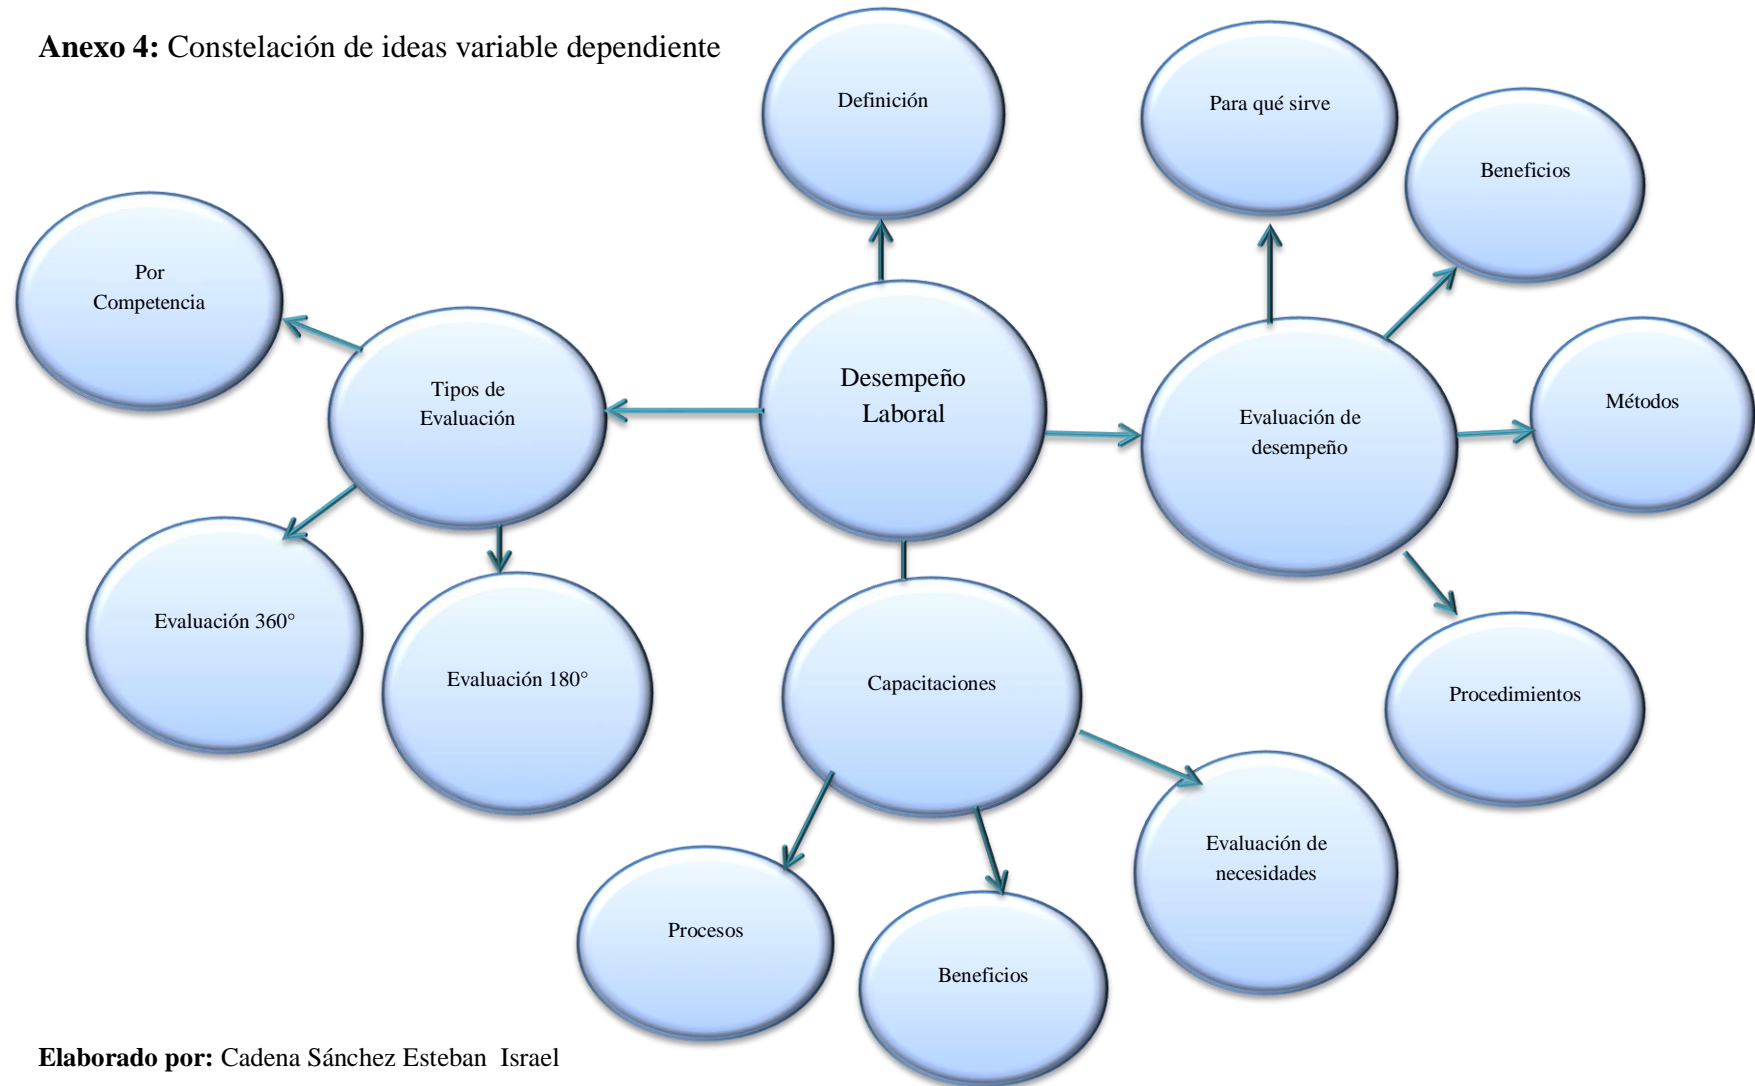 Anexo 4: Constelación de ideas variable dependiente
Definición
Para qué sirve
Beneficios
Por
Competencia
Tipos de
Evaluación
Desempeño
Laboral
Evaluación de
desempeño
Métodos
Evaluación 360°
Evaluación 180°
Capacitaciones
Procedimientos
Evaluación de
necesidades
Procesos
Beneficios
Elaborado por: Cadena Sánchez Esteban  Israel